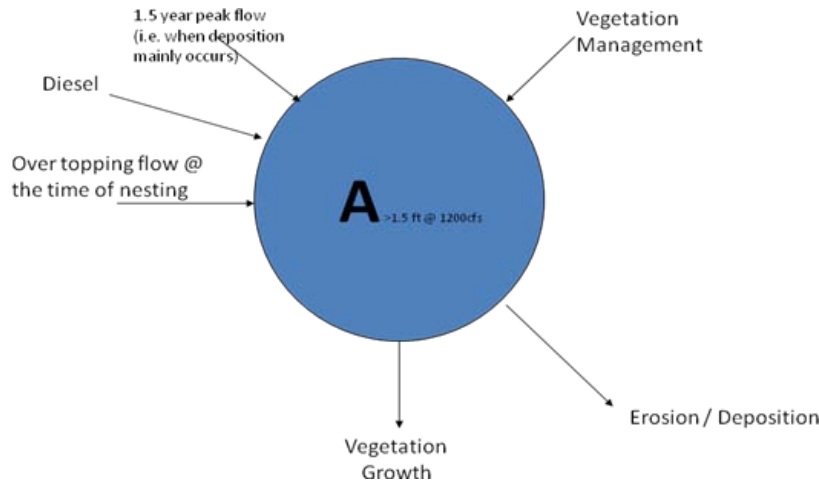 1.5 year peak flow
(i.e. when deposition
mainly occurs)
Vegetation
Management
Diesel
Over topping flow @
the time of nesting
A >1.5 ft @ 1200cfs
Erosion / Deposition
Vegetation
Growth